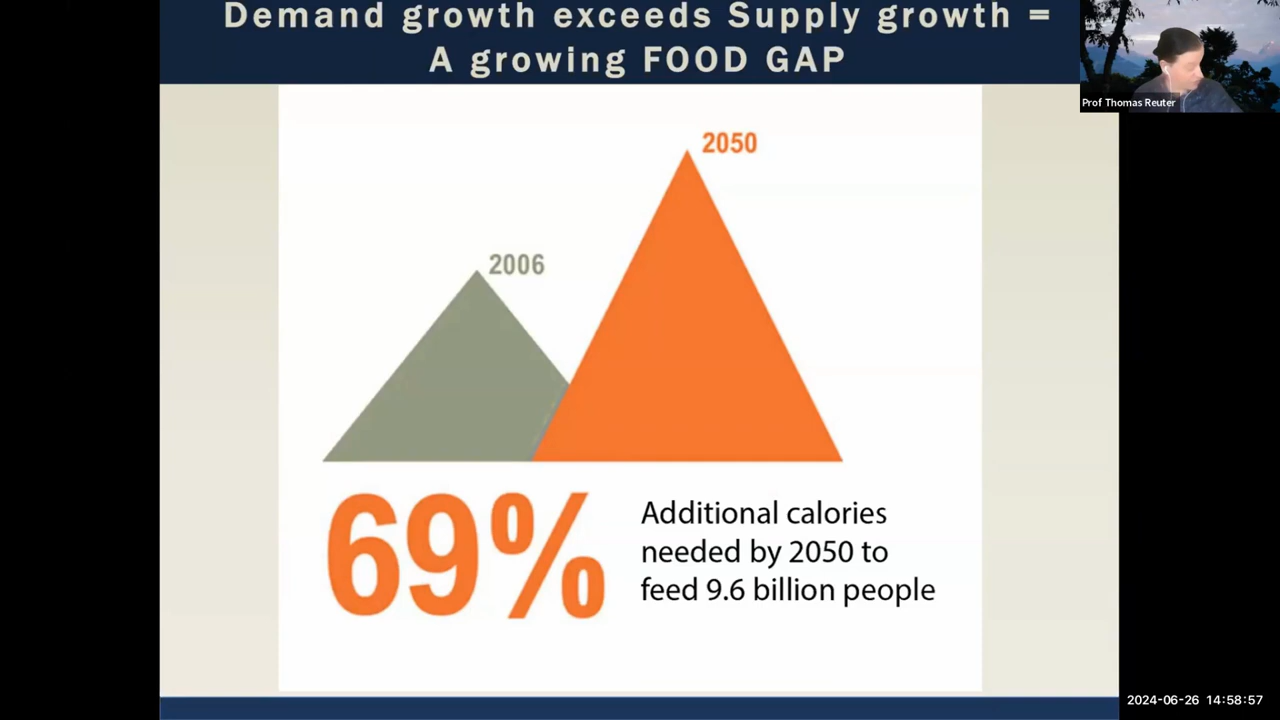 Demand growth exceeds Supply growth =
A growing FOOD GAP
Prof Thomas Reuter
2050
2006
69%
Additional calories
needed by 2050 to
feed 9.6 billion people
2024-06-26 14:58:57